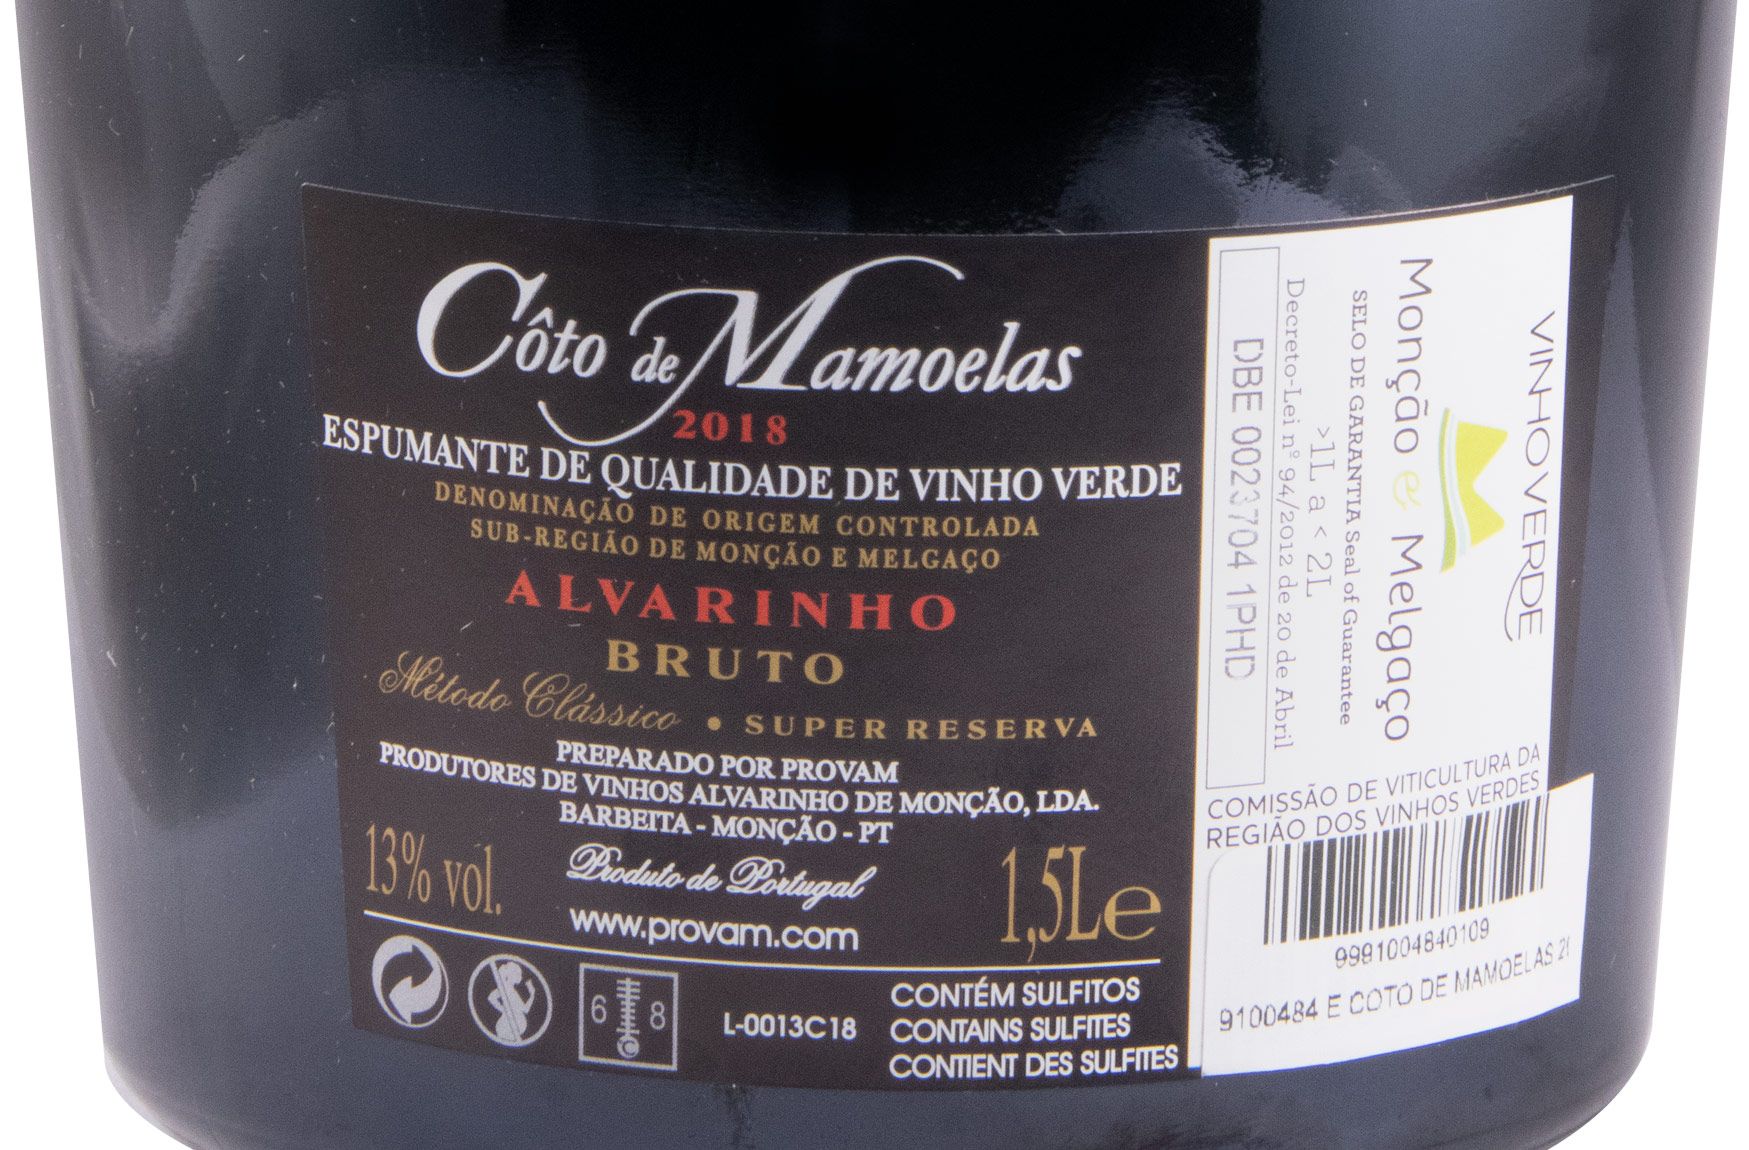 Côto de Mamoelas
2018
ESPUMANTE DE QUALIDADE DE VINHO VERDE
DENOMINAÇÃO DE ORIGEM CONTROLADA
SUB-REGIÃO DE MONÇÃO E MELGAÇO
ALVARINHO
BRUTO
Método Clássico • SUPER RESERVA
PREPARADO POR PROVAM
PRODUTORES DE VINHOS ALVARINHO DE MONÇÃO, LDA.
BARBEITA - MONÇÃO - PT
13% vol.
Produto de Portugal
1,5L e
www.provam.com
6 8
C
L-0013C18
CONTÉM SULFITOS
CONTAINS SULFITES
CONTIENT DES SULFITES
VINHOVERDE
Monção e Melgaço
SELO DE GARANTIA Seal of Guarantee
>1L a < 2L
Decreto-Lei nº 94/2012 de 20 de Abril
DBE 0023704 1PHD
COMISSÃO DE VITICULTURA DA
REGIÃO DOS VINHOS VERDES
9991004840109
9100484 E COTO DE MAMOELAS